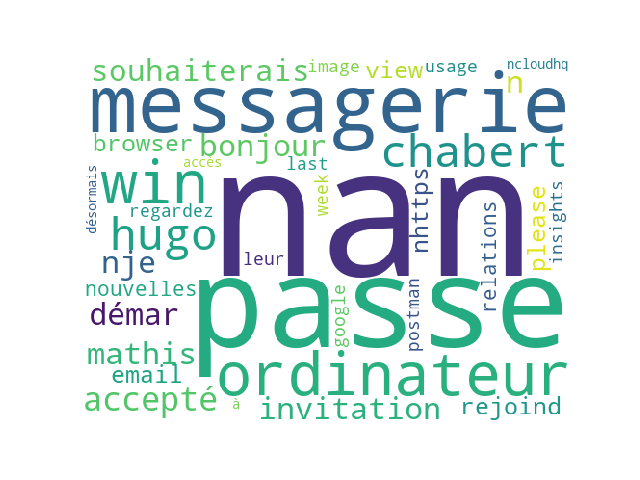 souhaiterais image view usage ncloudhq
messagerie n
browser bonjour chabert
accès last
désormais win nan week nhttps please insights
regardez
hugo relations
nje leur
nouvelles passe google postman
démar
mathis ordinateur
email
accepté à invitation rejoind